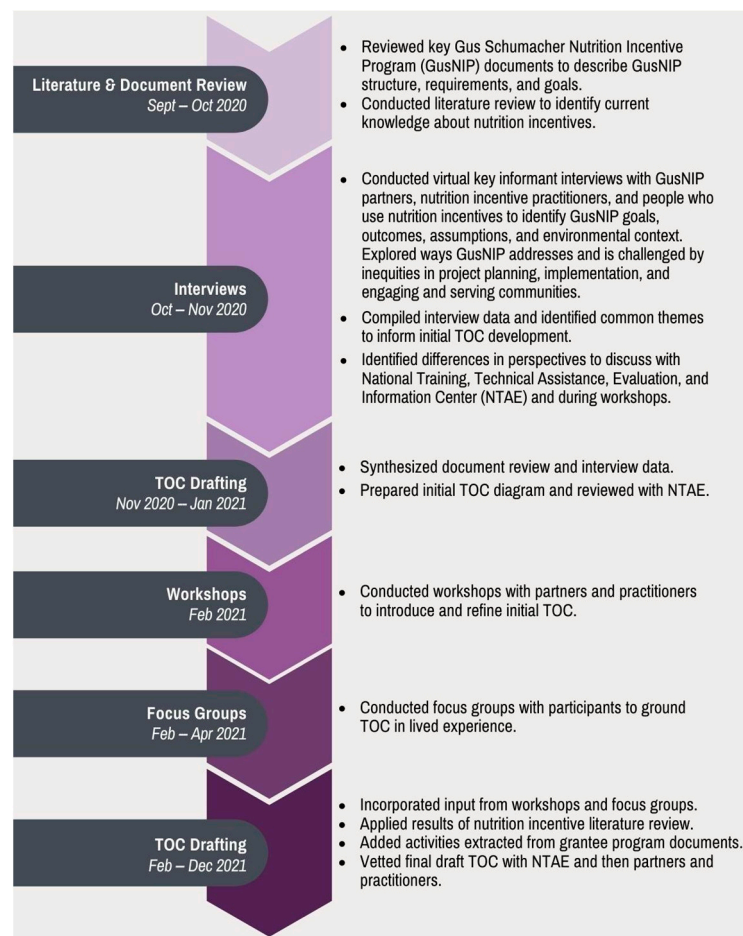 Literature & Document Review
Sept – Oct 2020
• Reviewed key Gus Schumacher Nutrition Incentive
Program (GusNIP) documents to describe GusNIP
structure, requirements, and goals.
• Conducted literature review to identify current
knowledge about nutrition incentives.
Interviews
Oct – Nov 2020
• Conducted virtual key informant interviews with GusNIP
partners, nutrition incentive practitioners, and people who
use nutrition incentives to identify GusNIP goals,
outcomes, assumptions, and environmental context.
Explored ways GusNIP addresses and is challenged by
inequities in project planning, implementation, and
engaging and serving communities.
• Compiled interview data and identified common themes
to inform initial TOC development.
• Identified differences in perspectives to discuss with
National Training, Technical Assistance, Evaluation, and
Information Center (NTAE) and during workshops.
TOC Drafting
Nov 2020 – Jan 2021
• Synthesized document review and interview data.
• Prepared initial TOC diagram and reviewed with NTAE.
Workshops
Feb 2021
• Conducted workshops with partners and practitioners
to introduce and refine initial TOC.
Focus Groups
Feb – Apr 2021
• Conducted focus groups with participants to ground
TOC in lived experience.
TOC Drafting
Feb – Dec 2021
• Incorporated input from workshops and focus groups.
• Applied results of nutrition incentive literature review.
• Added activities extracted from grantee program documents.
• Vetted final draft TOC with NTAE and then partners and
practitioners.